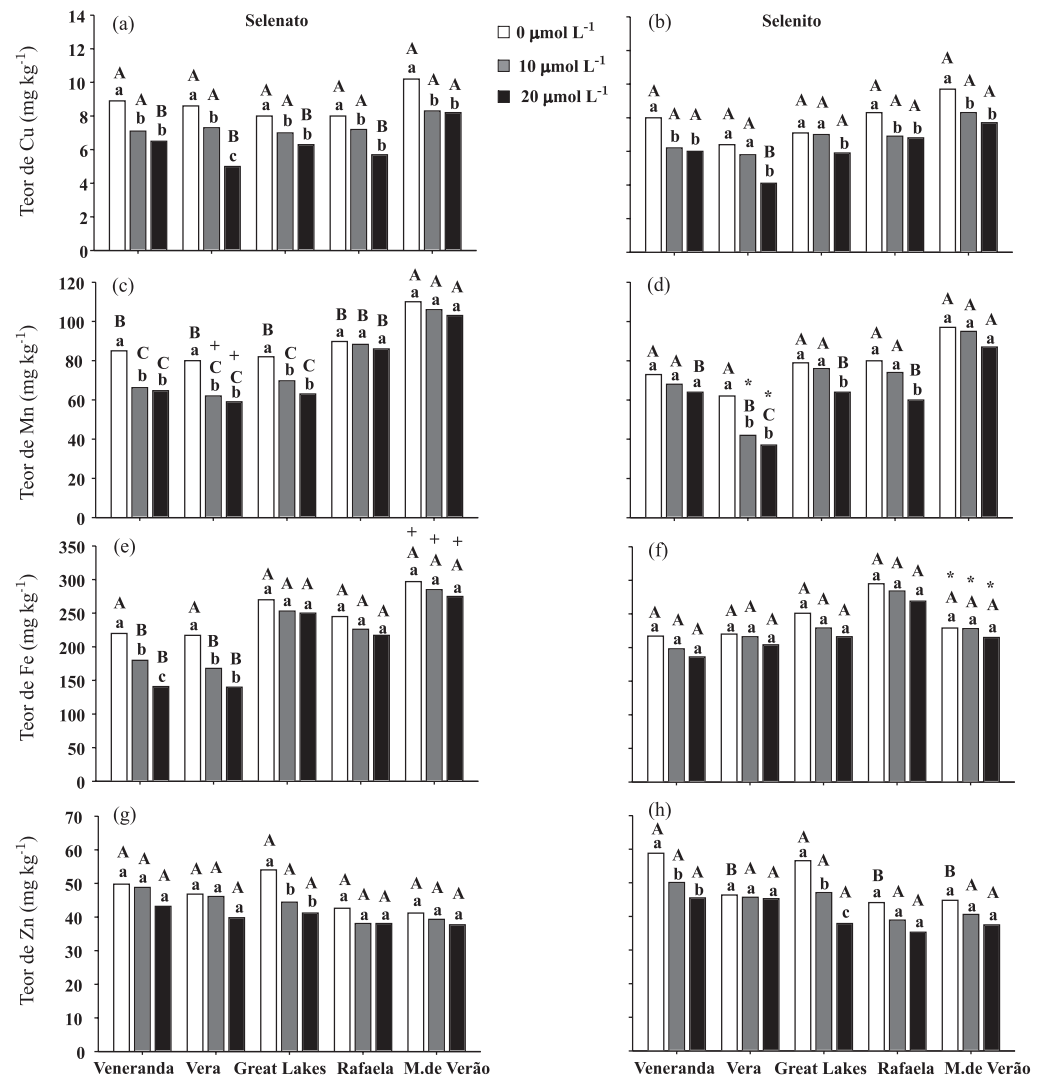 (a) Selenato
0 µmol L-1
10 µmol L-1
20 µmol L-1
(b) Selenito
Teor de Cu (mg kg-1)
14
12
10
8
6
4
2
0
A A B A A B A A B A A B A A A
a b b a b c a b b a b b a b b
A A A A A B A A A A A A A A A
a b b a a b a a b a b b a b b
(c)
(d)
Teor de Mn (mg kg-1)
120
100
80
60
40
20
0
+ +
B C C B C C B C C B B B A A A
a b b a b b a b b a a a a a a
* *
A A B A B C A A B A A B A A A
a a a a b b a a b a a b a a a
(e)
(f)
Teor de Fe (mg kg-1)
350
300
250
200
150
100
50
0
+ + +
A B B A B B A A A A A A A A A
a b c a b b a a a a a a a a a
* * *
A A A A A A A A A A A A A A A
a a a a a a a a a a a a a a a
(g)
(h)
Teor de Zn (mg kg-1)
70
60
50
40
30
20
10
0
A A A A A A A A A A A A A A A
a a a a a a a b b a a a a a a
A A A B A A A A A B A A B A A
a b b a a a a b c a a a a a a
Veneranda Vera Great Lakes Rafaela M.de Verão
Veneranda Vera Great Lakes Rafaela M.de Verão